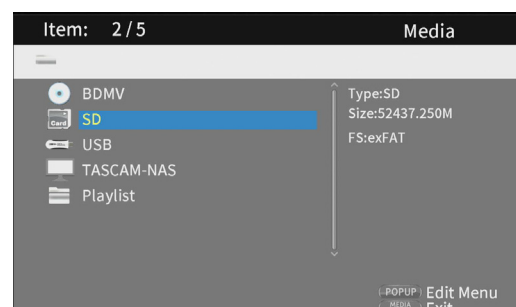 Item: 2/5 Media
BDMV
Card SD
USB
TASCAM-NAS
Playlist
Type:SD
Size:52437.250M
FS:exFAT
POPUP Edit Menu
MEDIA Exit